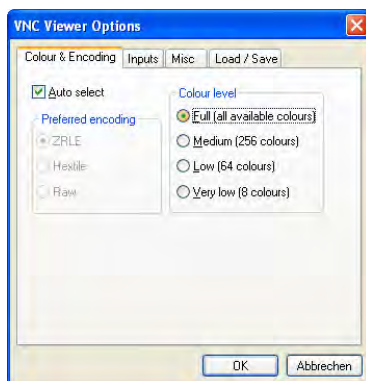 VNC Viewer Options
Colour & Encoding Inputs Misc Load / Save
Auto select
Preferred encoding
ZRLE
Hextile
Raw
Colour level
Full (all available colours)
Medium (256 colours)
Low (64 colours)
Very low (8 colours)
OK Abbrechen